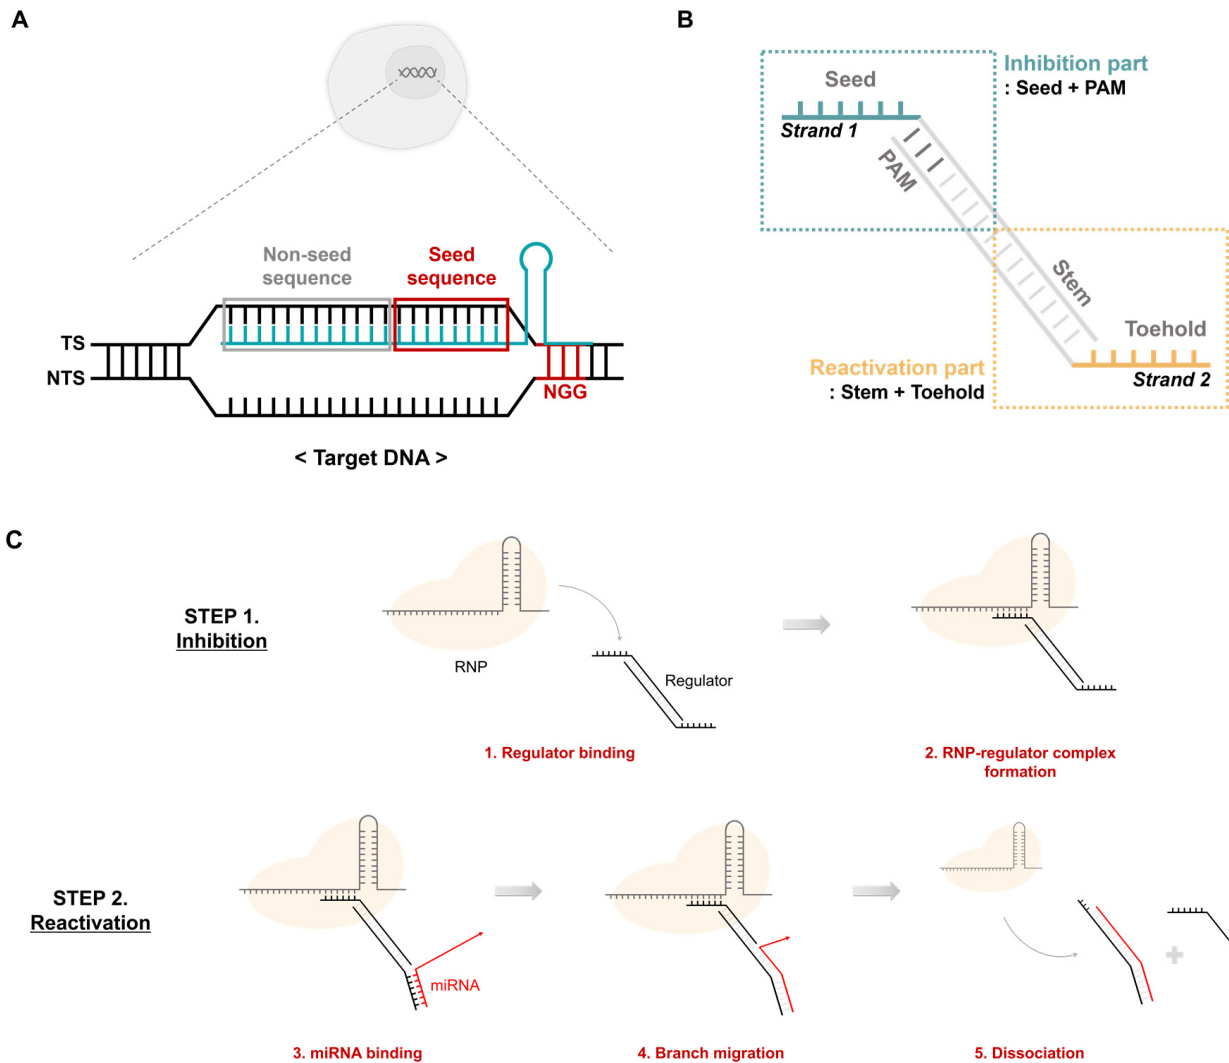 A
Non-seed
sequence
Seed
sequence
TS
NTS
NGG
< Target DNA >
B
Seed
Strand 1
PAM
Inhibition part
: Seed + PAM
Stem
Toehold
Strand 2
Reactivation part
: Stem + Toehold
C
STEP 1.
Inhibition
RNP
Regulator
1. Regulator binding
2. RNP-regulator complex
formation
STEP 2.
Reactivation
miRNA
3. miRNA binding
4. Branch migration
5. Dissociation